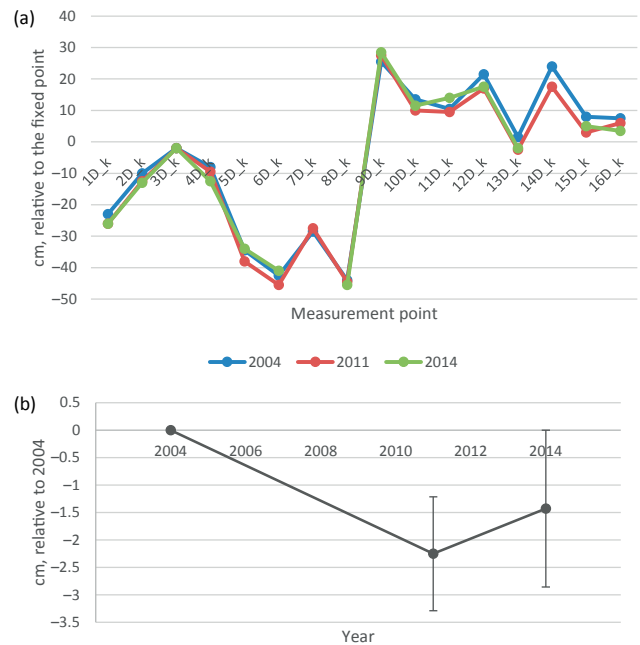 (a)
40
30
20
10
0
−10
−20
−30
−40
−50
cm, relative to the fixed point
1D_k 2D_k 3D_k 4D_k 5D_k 6D_k 7D_k 8D_k 9D_k 10D_k 11D_k 12D_k 13D_k 14D_k 15D_k 16D_k
Measurement point
2004 2011 2014
(b)
0.5
0
−0.5
−1
−1.5
−2
−2.5
−3
−3.5
cm, relative to 2004
2004 2006 2008 2010 2012 2014
Year